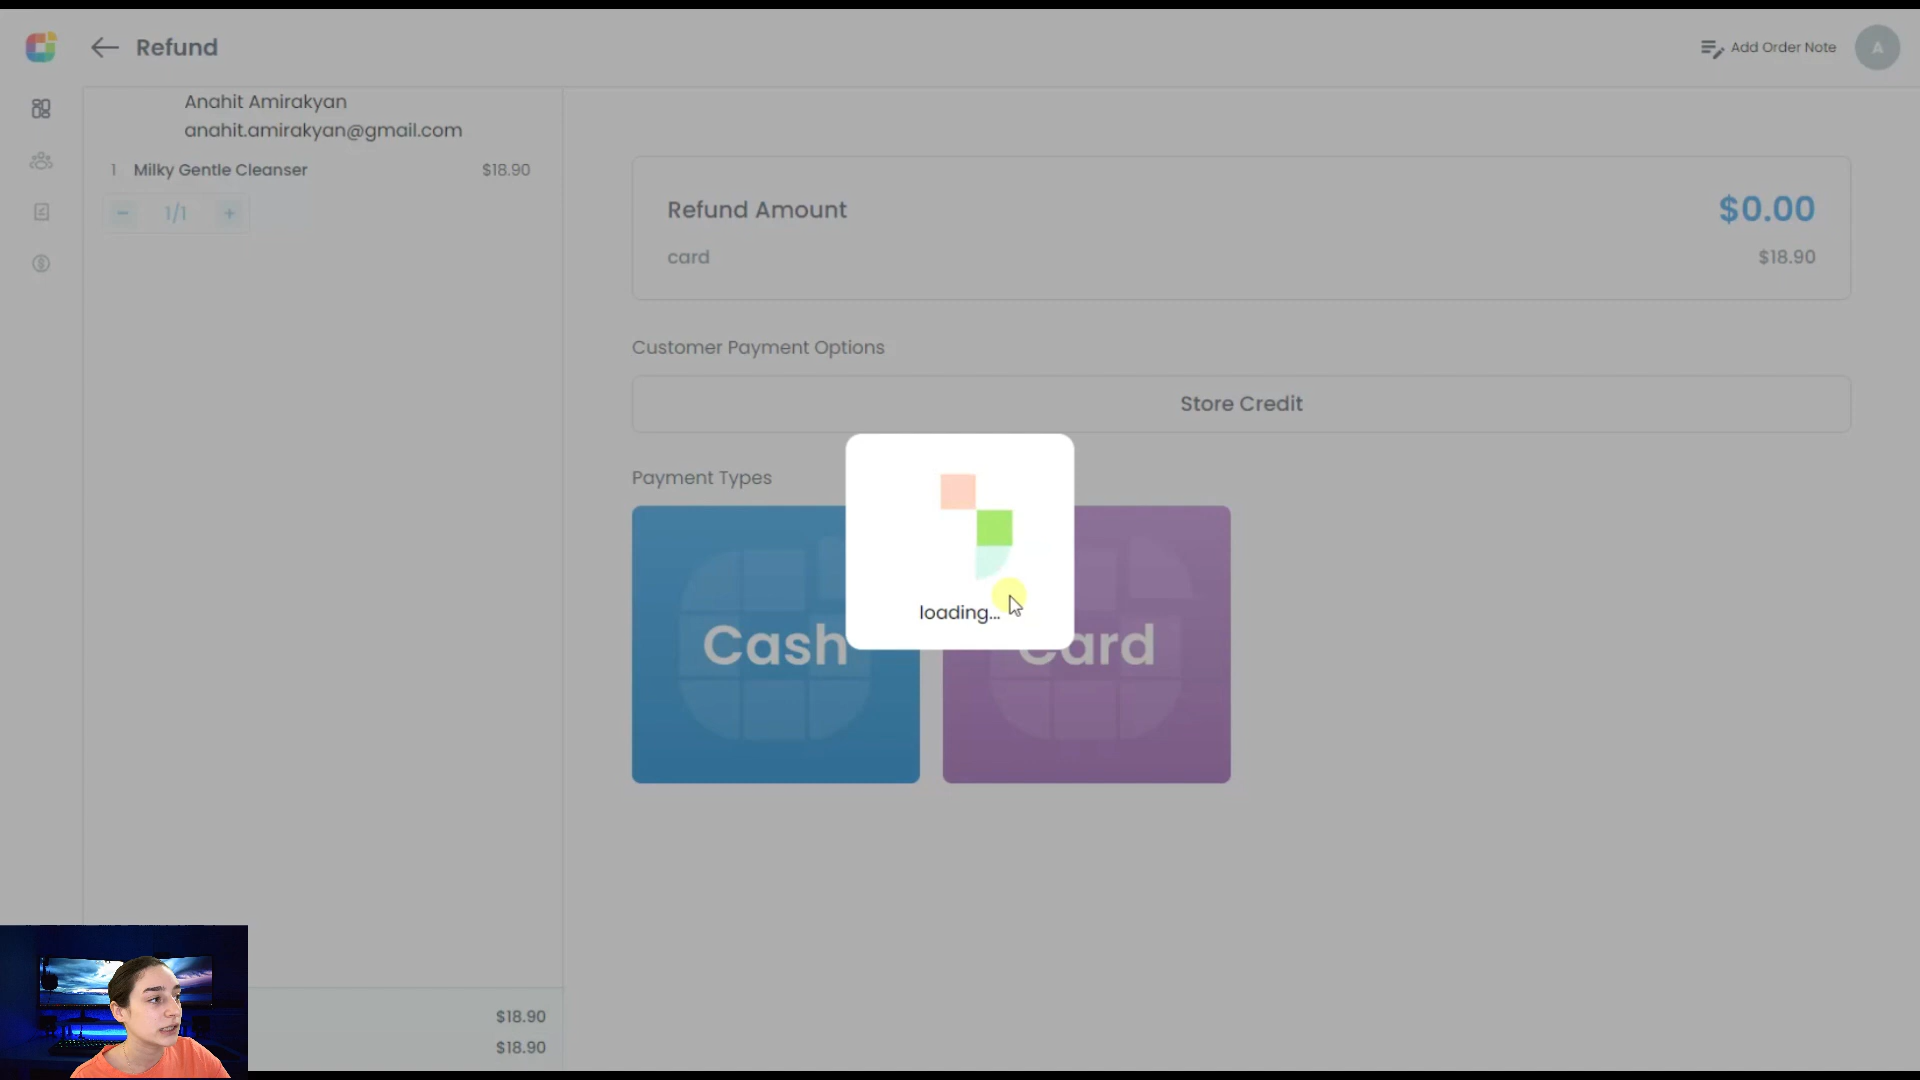 Refund
Add Order Note
A
Anahit Amirakyan
anahit.amirakyan@gmail.com
1 Milky Gentle Cleanser $18.90
− 1/1 +
Refund Amount $0.00
card $18.90
Customer Payment Options
Store Credit
Payment Types
Cash
Card
loading...
$18.90
$18.90